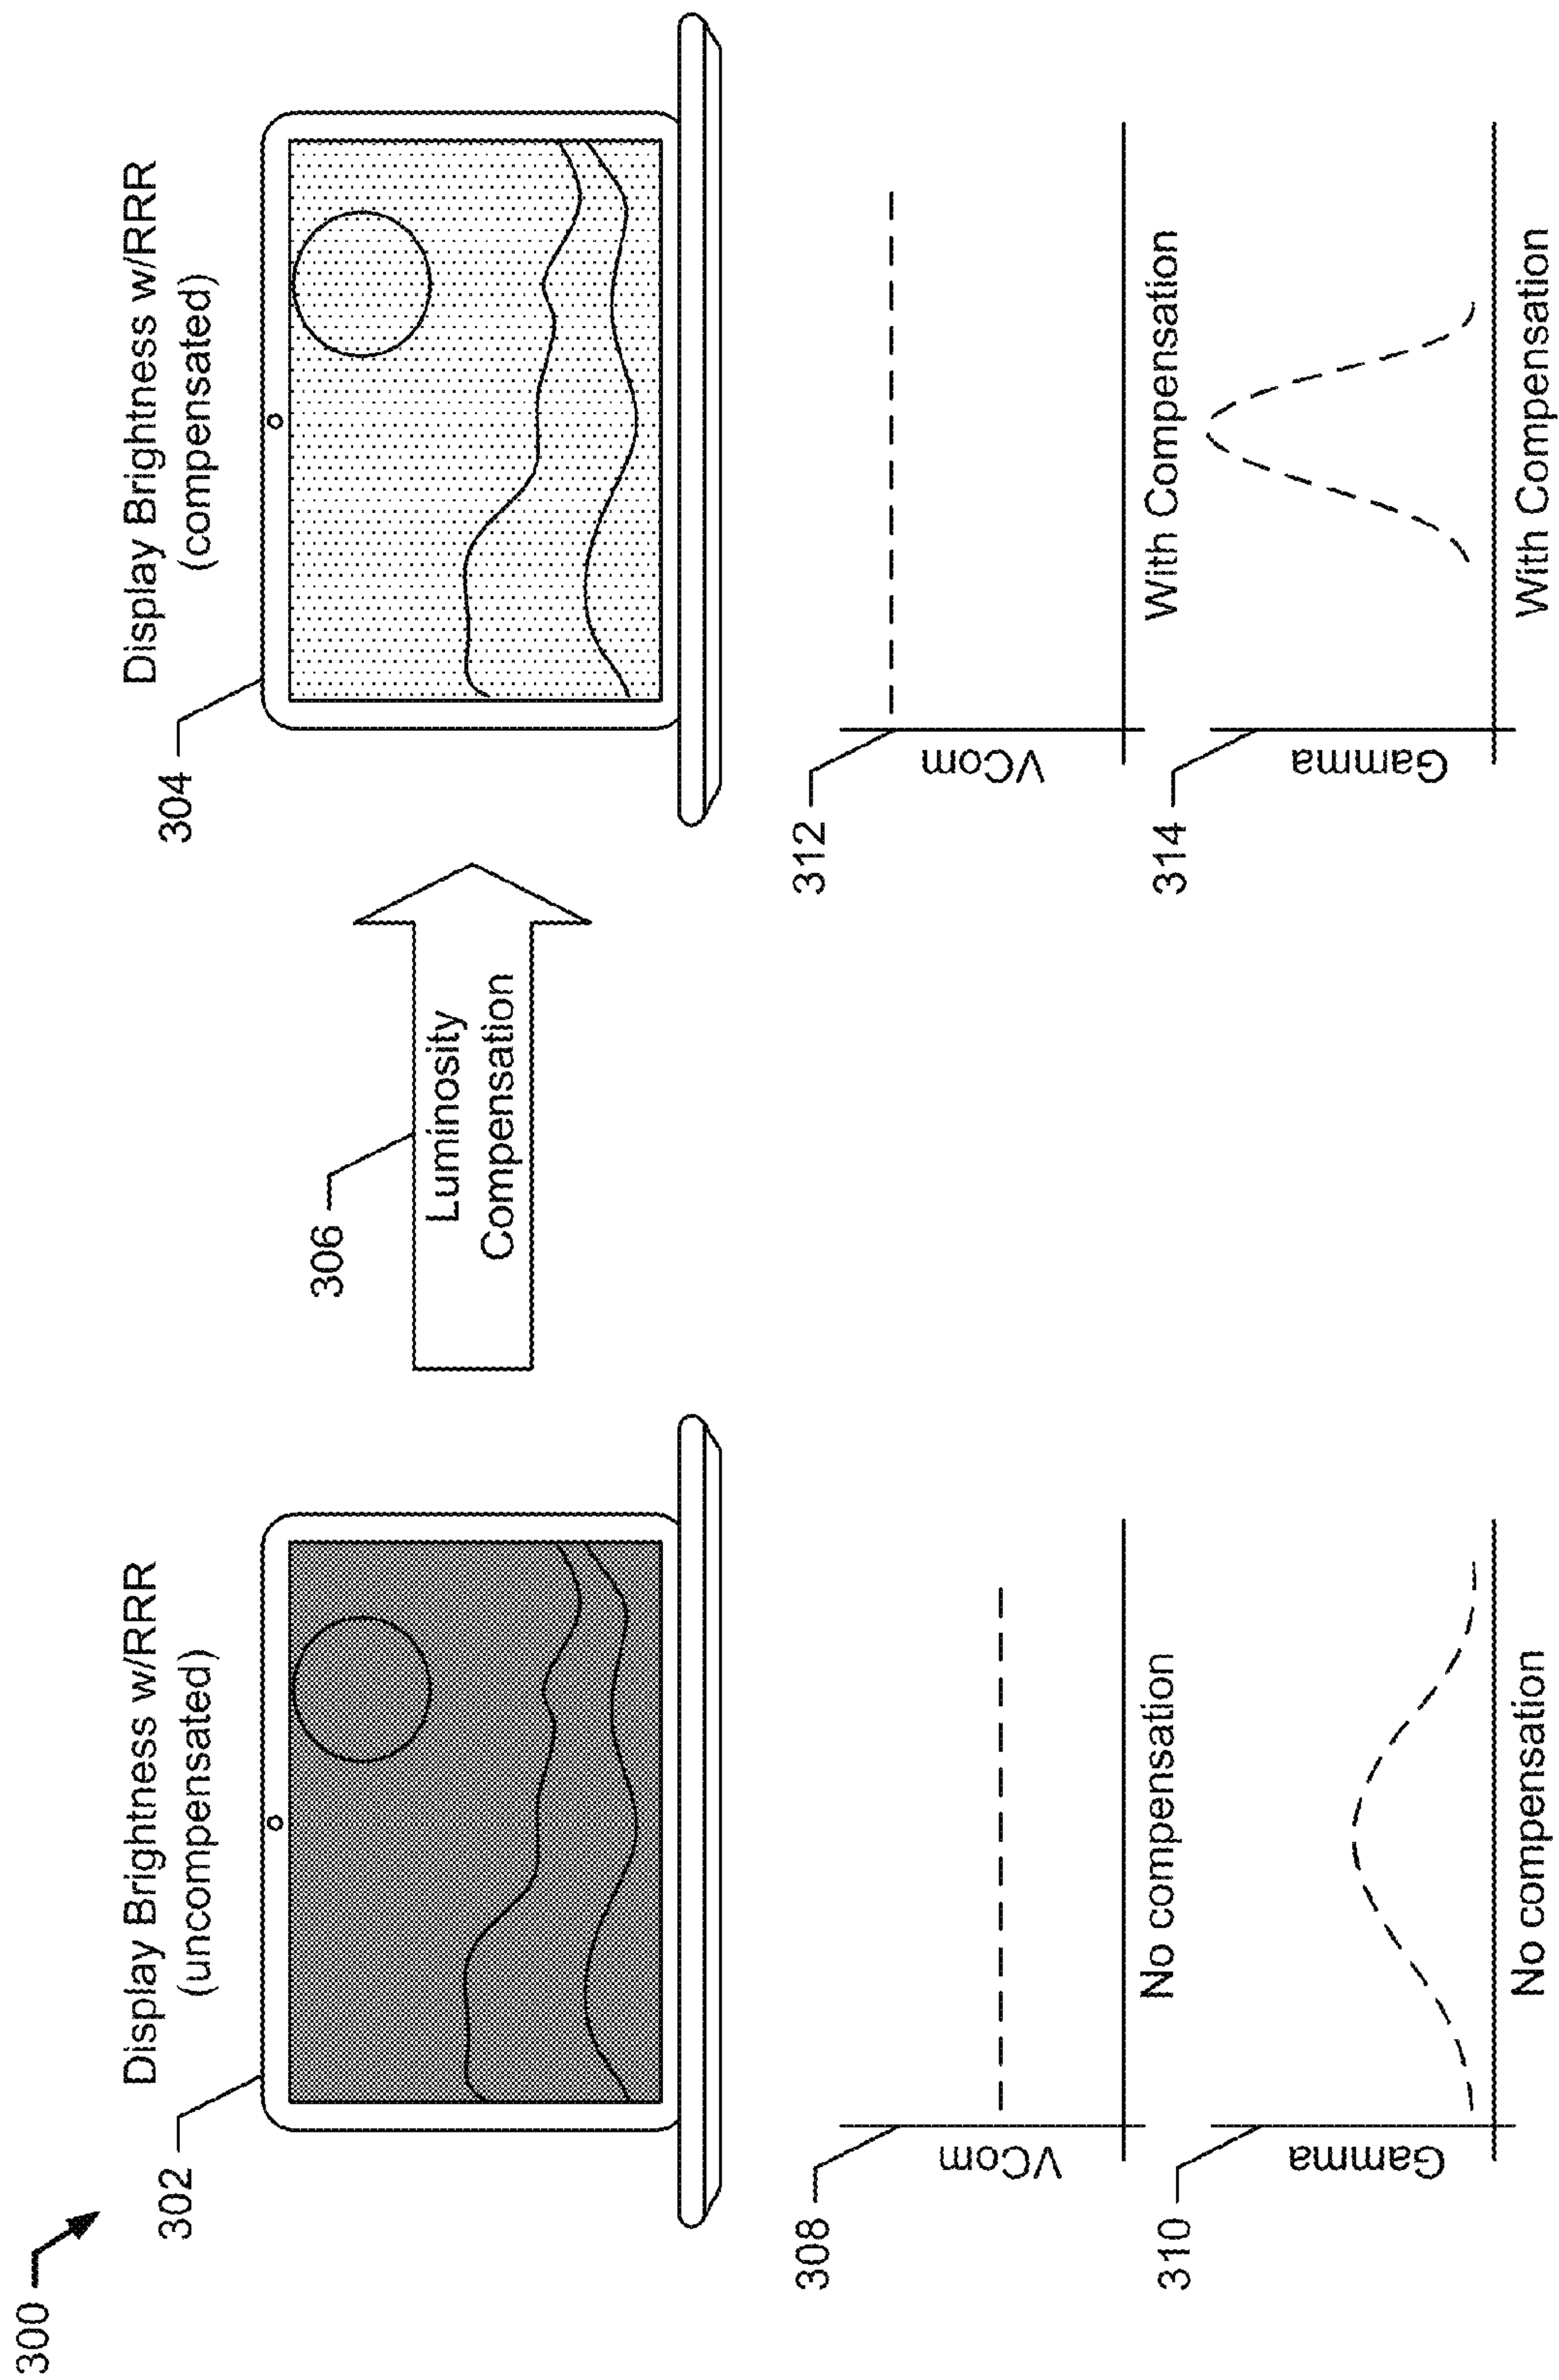 300
302
Display Brightness w/RRR
(uncompensated)
306
Luminosity
Compensation
304
Display Brightness w/RRR
(compensated)
308
VCom
No compensation
310
Gamma
No compensation
312
VCom
With Compensation
314
Gamma
With Compensation